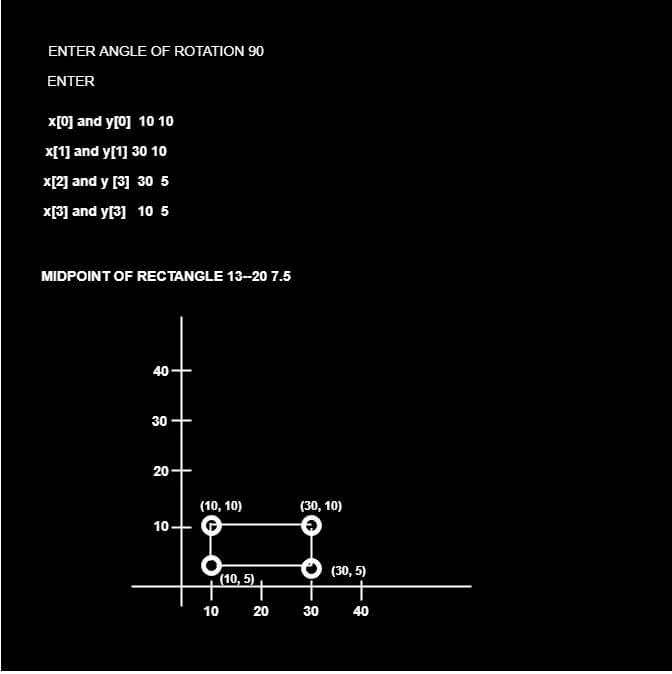 ENTER ANGLE OF ROTATION 90
ENTER
x[0] and y[0] 10 10
x[1] and y[1] 30 10
x[2] and y [3] 30 5
x[3] and y[3] 10 5
MIDPOINT OF RECTANGLE 13--20 7.5
40
30
20
(10, 10) (30, 10)
10
(30, 5)
(10, 5)
10 20 30 40